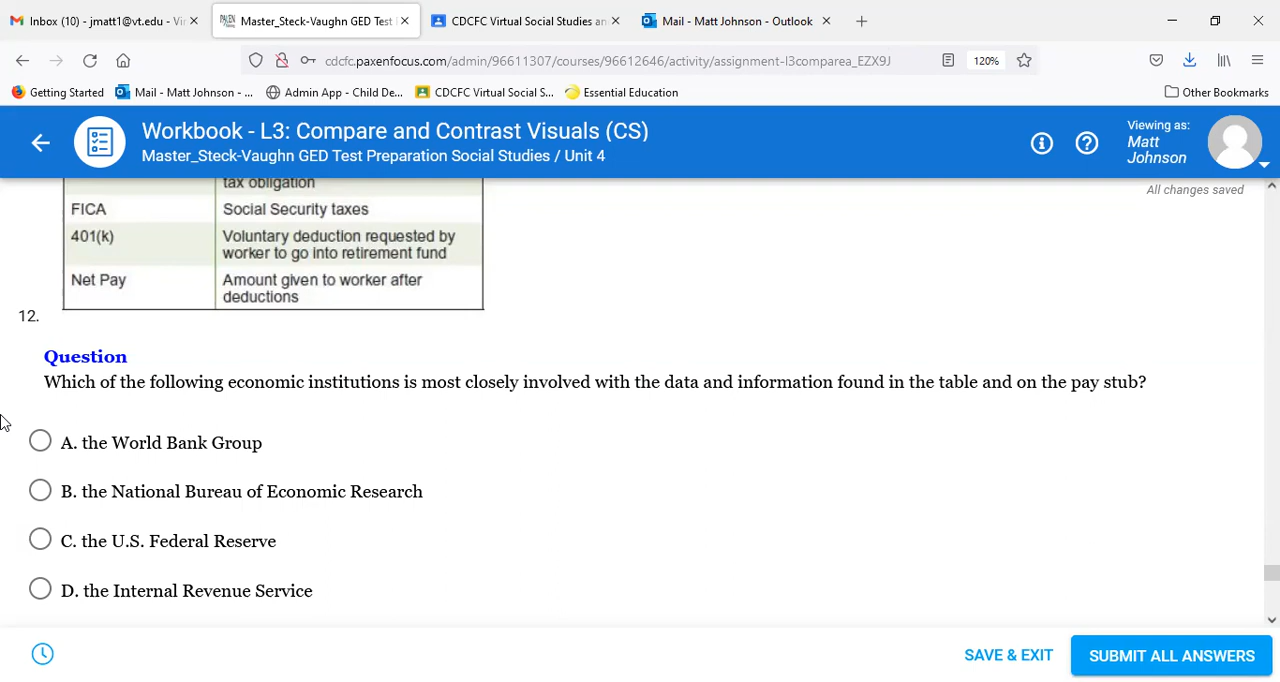 Inbox (10) - jmatt1@vt.edu - Vir
Master_Steck-Vaughn GED Test
CDCFC Virtual Social Studies an
Mail - Matt Johnson - Outlook
cdcfc.paxenfocus.com/admin/96611307/courses/96612646/activity/assignment-l3comparea_EZX9J
120%
Getting Started
Mail - Matt Johnson - ...
Admin App - Child De...
CDCFC Virtual Social S...
Essential Education
Other Bookmarks
Workbook - L3: Compare and Contrast Visuals (CS)
Master_Steck-Vaughn GED Test Preparation Social Studies / Unit 4
Viewing as:
Matt
Johnson
All changes saved
tax obligation
FICA Social Security taxes
401(k) Voluntary deduction requested by
worker to go into retirement fund
Net Pay Amount given to worker after
deductions
12.
Question
Which of the following economic institutions is most closely involved with the data and information found in the table and on the pay stub?
A. the World Bank Group
B. the National Bureau of Economic Research
C. the U.S. Federal Reserve
D. the Internal Revenue Service
SAVE & EXIT
SUBMIT ALL ANSWERS